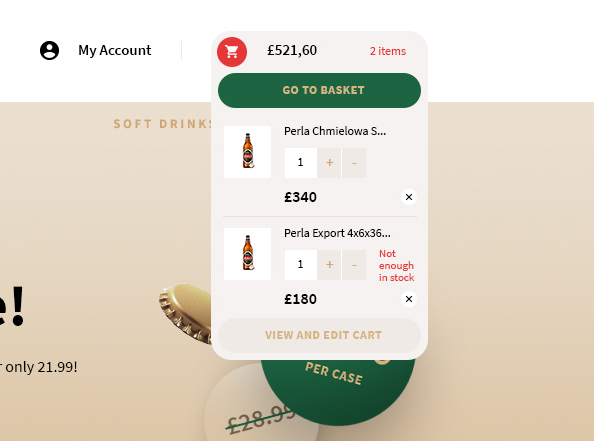 My Account
£521,60
2 items
GO TO BASKET
SOFT DRINKS
Perla Chmielowa S...
1
+
-
£340
Perla Export 4x6x36...
1
+
-
Not
enough
in stock
£180
VIEW AND EDIT CART
e!
r only 21.99!
PER CASE
£28.99